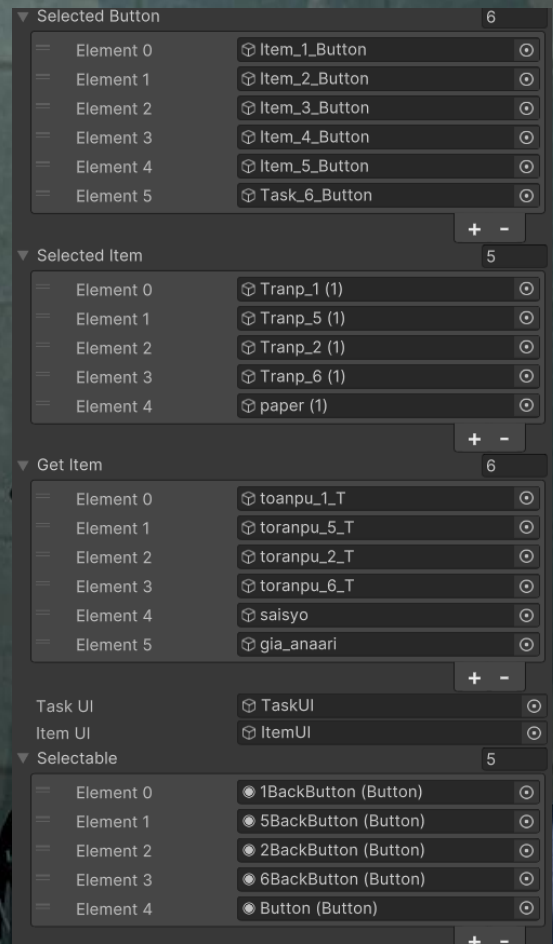 Selected Button 6
Element 0 Item_1_Button
Element 1 Item_2_Button
Element 2 Item_3_Button
Element 3 Item_4_Button
Element 4 Item_5_Button
Element 5 Task_6_Button
+ -
Selected Item 5
Element 0 Tranp_1 (1)
Element 1 Tranp_5 (1)
Element 2 Tranp_2 (1)
Element 3 Tranp_6 (1)
Element 4 paper (1)
+ -
Get Item 6
Element 0 toanpu_1_T
Element 1 toranpu_5_T
Element 2 toranpu_2_T
Element 3 toranpu_6_T
Element 4 saisyo
Element 5 gia_anaari
+ -
Task UI TaskUI
Item UI ItemUI
Selectable 5
Element 0 1BackButton (Button)
Element 1 5BackButton (Button)
Element 2 2BackButton (Button)
Element 3 6BackButton (Button)
Element 4 Button (Button)
+ -